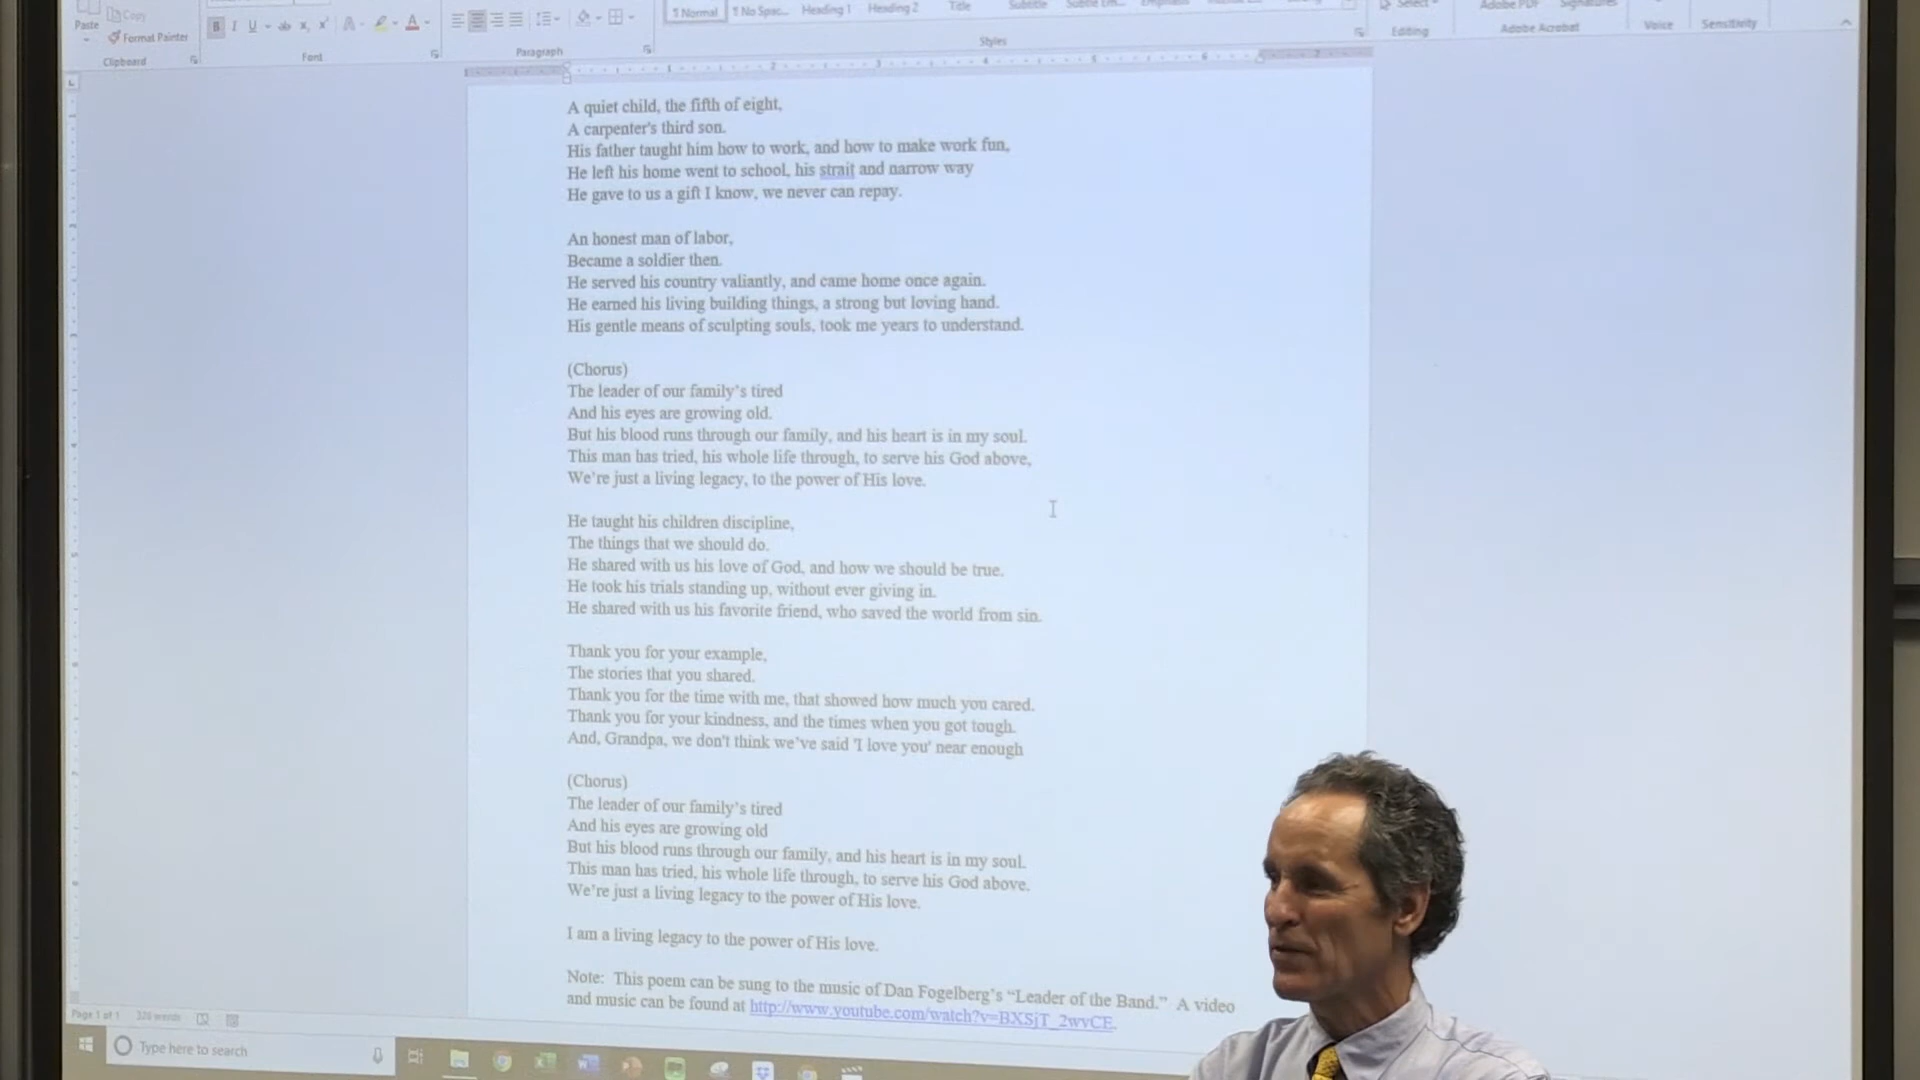 Paste
Copy
Format Painter
Clipboard
Font
Paragraph
¶ Normal
¶ No Spac...
Heading 1
Heading 2
Title
Styles
Select
Editing
Adobe Acrobat
Voice
Sensitivity
A quiet child, the fifth of eight,
A carpenter's third son.
His father taught him how to work, and how to make work fun,
He left his home went to school, his strait and narrow way
He gave to us a gift I know, we never can repay.
An honest man of labor,
Became a soldier then.
He served his country valiantly, and came home once again.
He earned his living building things, a strong but loving hand.
His gentle means of sculpting souls, took me years to understand.
(Chorus)
The leader of our family's tired
And his eyes are growing old.
But his blood runs through our family, and his heart is in my soul.
This man has tried, his whole life through, to serve his God above,
We're just a living legacy, to the power of His love.
He taught his children discipline,
The things that we should do.
He shared with us his love of God, and how we should be true.
He took his trials standing up, without ever giving in.
He shared with us his favorite friend, who saved the world from sin.
Thank you for your example,
The stories that you shared.
Thank you for the time with me, that showed how much you cared.
Thank you for your kindness, and the times when you got tough.
And, Grandpa, we don't think we've said 'I love you' near enough
(Chorus)
The leader of our family's tired
And his eyes are growing old
But his blood runs through our family, and his heart is in my soul.
This man has tried, his whole life through, to serve his God above.
We're just a living legacy to the power of His love.
I am a living legacy to the power of His love.
Note: This poem can be sung to the music of Dan Fogelberg's "Leader of the Band." A video
and music can be found at http://www.youtube.com/watch?v=BXSjT_2wvCE.
Page 1 of 1
320 words
Type here to search